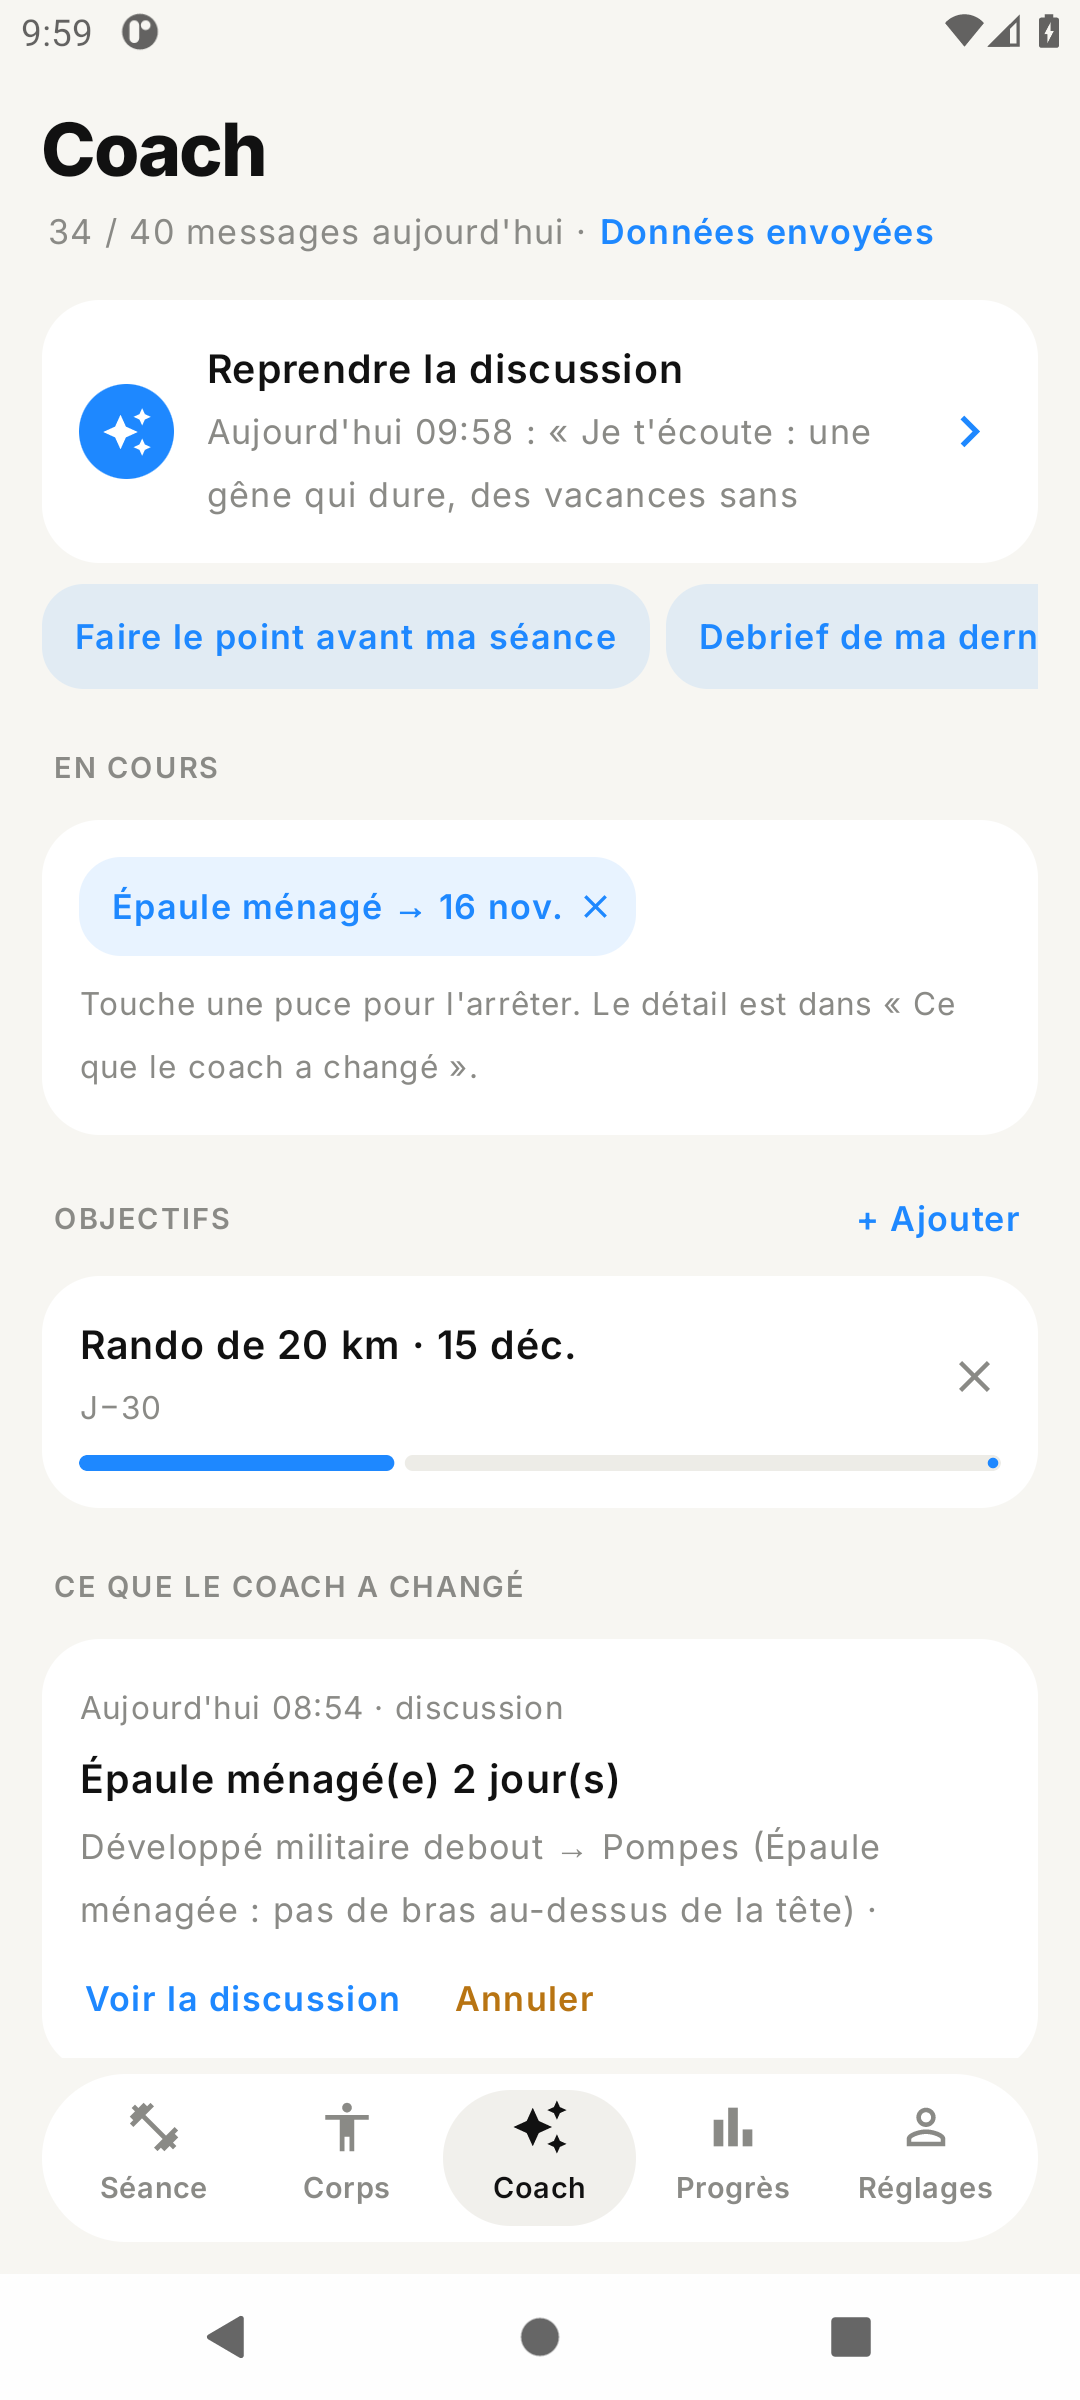 9:59
Coach
34 / 40 messages aujourd'hui · Données envoyées
Reprendre la discussion
Aujourd'hui 09:58 : « Je t'écoute : une
gêne qui dure, des vacances sans
Faire le point avant ma séance
Debrief de ma dern
EN COURS
Épaule ménagé → 16 nov. ×
Touche une puce pour l'arrêter. Le détail est dans « Ce
que le coach a changé ».
OBJECTIFS
+ Ajouter
Rando de 20 km · 15 déc.
J−30
CE QUE LE COACH A CHANGÉ
Aujourd'hui 08:54 · discussion
Épaule ménagé(e) 2 jour(s)
Développé militaire debout → Pompes (Épaule
ménagée : pas de bras au-dessus de la tête) ·
Voir la discussion
Annuler
Séance
Corps
Coach
Progrès
Réglages